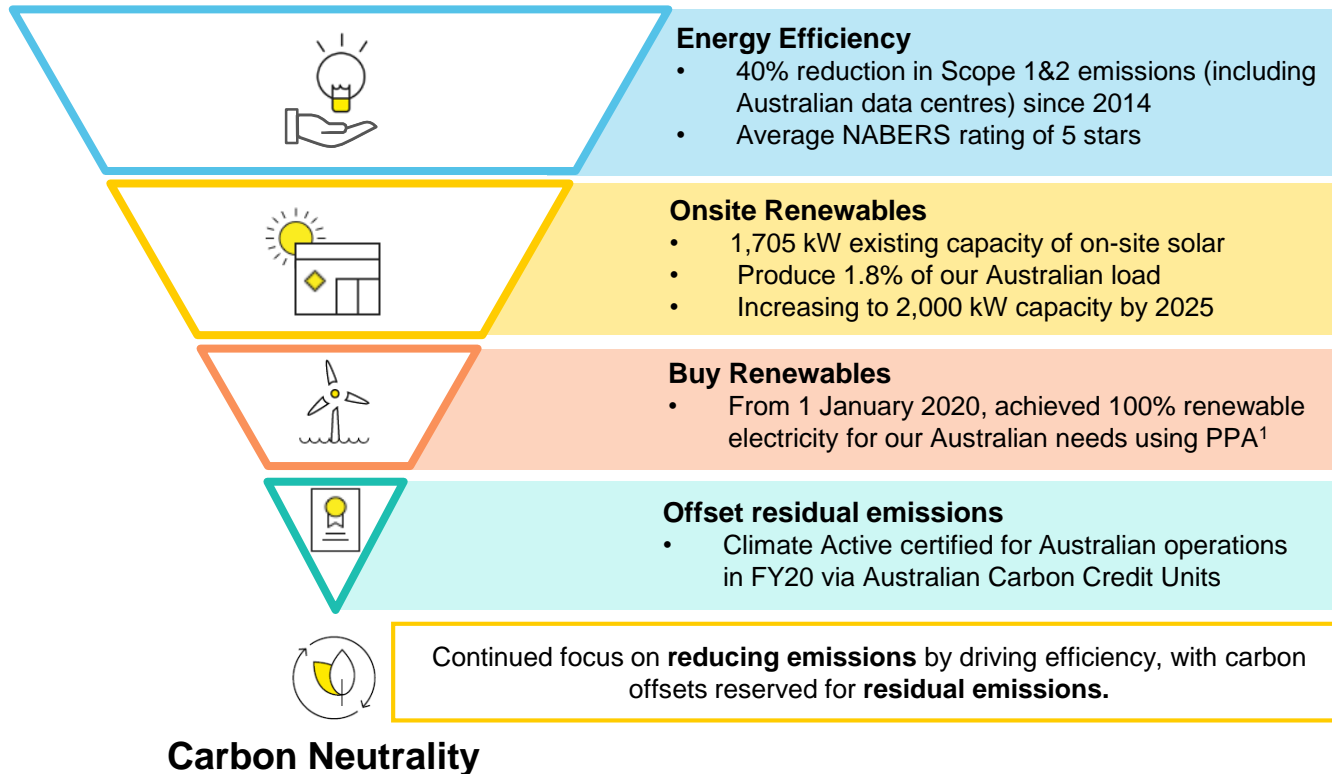 Energy Efficiency
• 40% reduction in Scope 1&2 emissions (including
Australian data centres) since 2014
• Average NABERS rating of 5 stars
Onsite Renewables
• 1,705 kW existing capacity of on-site solar
• Produce 1.8% of our Australian load
• Increasing to 2,000 kW capacity by 2025
Buy Renewables
• From 1 January 2020, achieved 100% renewable
electricity for our Australian needs using PPA¹
Offset residual emissions
• Climate Active certified for Australian operations
in FY20 via Australian Carbon Credit Units
Continued focus on reducing emissions by driving efficiency, with carbon
offsets reserved for residual emissions.
Carbon Neutrality